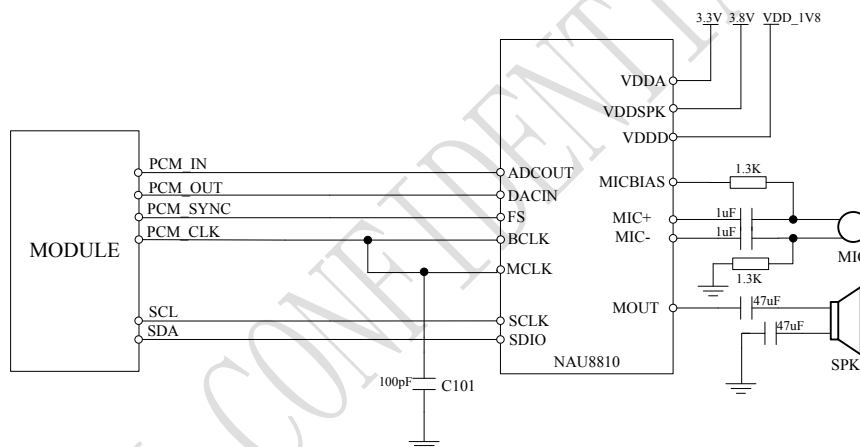 3.3V 3.8V VDD_1V8
VDDA
VDDSPK
VDDD
MODULE
PCM_IN
PCM_OUT
PCM_SYNC
PCM_CLK
SCL
SDA
ADCOUT
DACIN
FS
BCLK
MCLK
SCLK
SDIO
MICBIAS
MIC+
MIC-
MOUT
NAU8810
1.3K
1uF
1uF
1.3K
MIC
47uF
47uF
SPK
100pF
C101
CONFIDENTIA